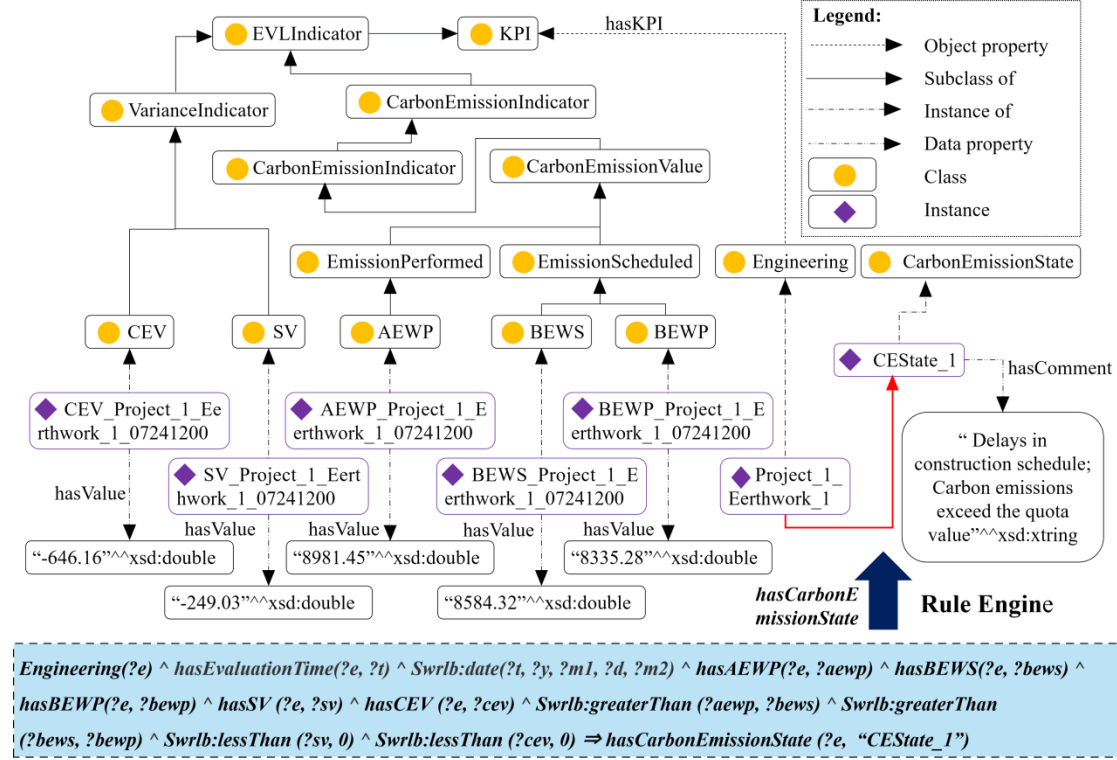 Legend:
Object property
Subclass of
Instance of
Data property
Class
Instance
EVLIndicator
KPI
hasKPI
VarianceIndicator
CarbonEmissionIndicator
CarbonEmissionIndicator
CarbonEmissionValue
EmissionPerformed
EmissionScheduled
Engineering
CarbonEmissionState
CEV
SV
AEWP
BEWS
BEWP
CEState_1
hasComment
CEV_Project_1_Ee
rthwork_1_07241200
AEWP_Project_1_E
erthwork_1_07241200
BEWP_Project_1_E
erthwork_1_07241200
SV_Project_1_Eert
hwork_1_07241200
BEWS_Project_1_E
erthwork_1_07241200
Project_1_
Eerthwork_1
“ Delays in
construction schedule;
Carbon emissions
exceed the quota
value”^^xsd:xtring
hasValue
hasValue
hasValue
hasValue
hasValue
“-646.16”^^xsd:double
“8981.45”^^xsd:double
“8335.28”^^xsd:double
“-249.03”^^xsd:double
“8584.32”^^xsd:double
hasCarbonE
missionState
Rule Engine
Engineering(?e) ^ hasEvaluationTime(?e, ?t) ^ Swrlb:date(?t, ?y, ?m1, ?d, ?m2) ^ hasAEWP(?e, ?aewp) ^ hasBEWS(?e, ?bews) ^
hasBEWP(?e, ?bewp) ^ hasSV (?e, ?sv) ^ hasCEV (?e, ?cev) ^ Swrlb:greaterThan (?aewp, ?bews) ^ Swrlb:greaterThan
(?bews, ?bewp) ^ Swrlb:lessThan (?sv, 0) ^ Swrlb:lessThan (?cev, 0) ⇒ hasCarbonEmissionState (?e, “CEState_1”)